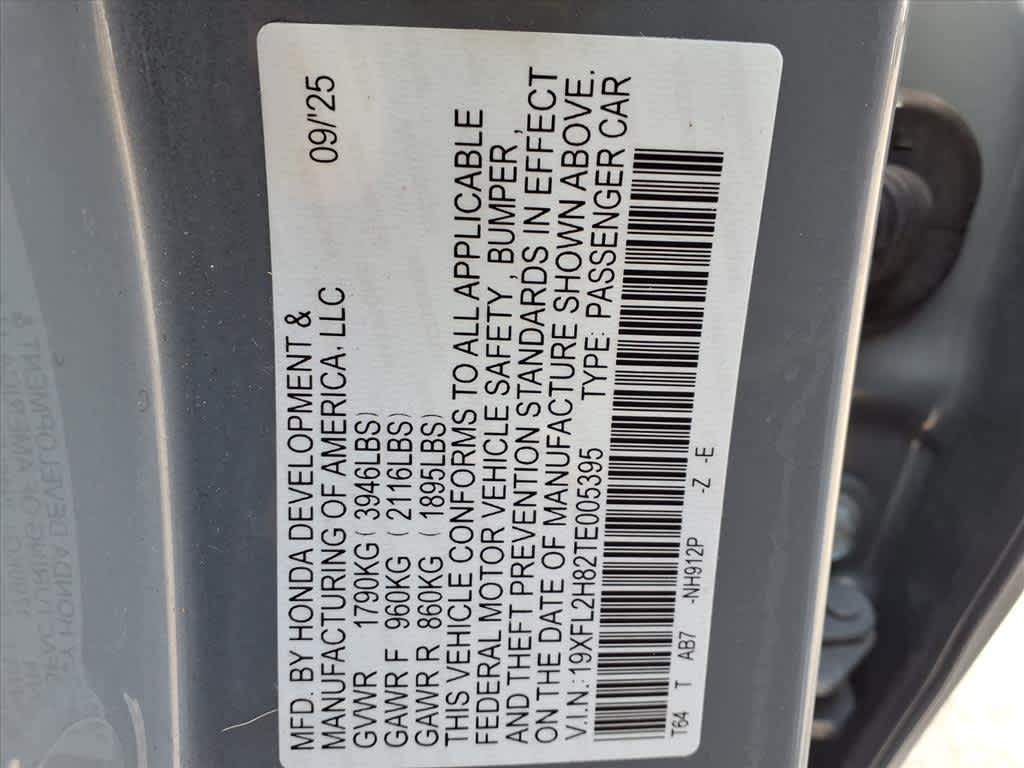 MFD. BY HONDA DEVELOPMENT &
MANUFACTURING OF AMERICA, LLC 09/'25
GVWR 1790KG ( 3946LBS)
GAWR F 960KG ( 2116LBS)
GAWR R 860KG ( 1895LBS)
THIS VEHICLE CONFORMS TO ALL APPLICABLE
FEDERAL MOTOR VEHICLE SAFETY, BUMPER,
AND THEFT PREVENTION STANDARDS IN EFFECT
ON THE DATE OF MANUFACTURE SHOWN ABOVE.
V.I.N.:19XFL2H82TE005395 TYPE: PASSENGER CAR
T64 T AB7 -NH912P -Z -E